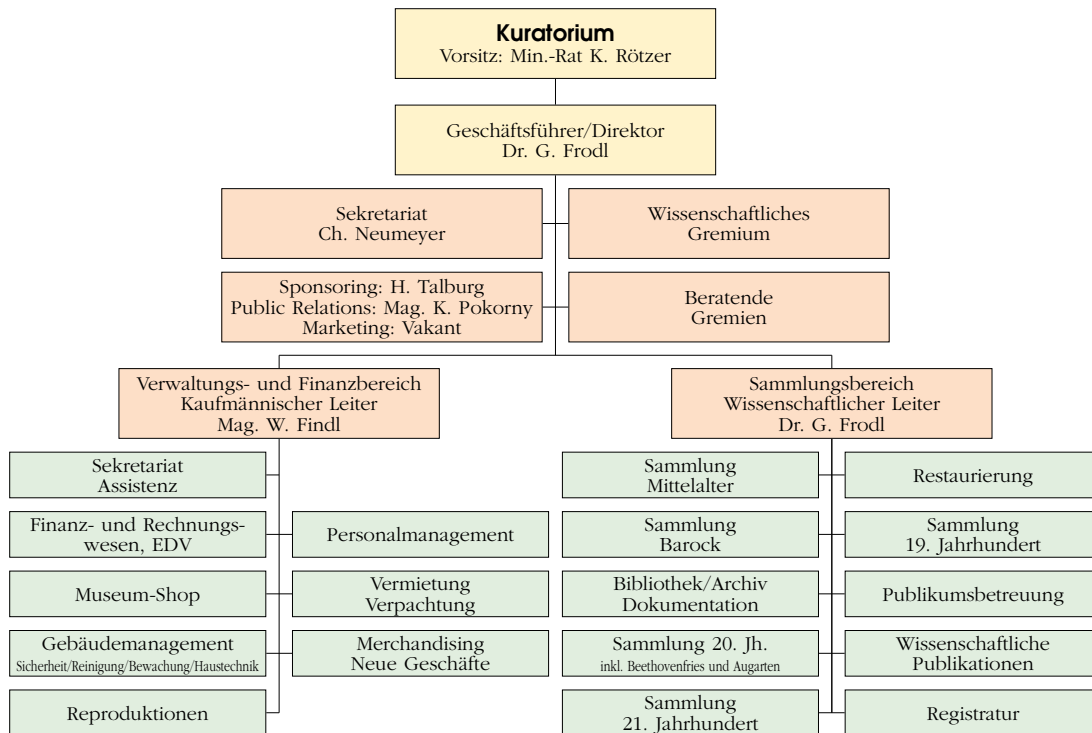 Kuratorium
Vorsitz: Min.-Rat K. Rötzer
Geschäftsführer/Direktor
Dr. G. Frodl
Sekretariat
Ch. Neumeyer
Wissenschaftliches
Gremium
Sponsoring: H. Talburg
Public Relations: Mag. K. Pokorny
Marketing: Vakant
Beratende
Gremien
Verwaltungs- und Finanzbereich
Kaufmännischer Leiter
Mag. W. Findl
Sammlungsbereich
Wissenschaftlicher Leiter
Dr. G. Frodl
Sekretariat
Assistenz
Finanz- und Rechnungs-
wesen, EDV
Personalmanagement
Museum-Shop
Vermietung
Verpachtung
Gebäudemanagement
Sicherheit/Reinigung/Bewachung/Haustechnik
Merchandising
Neue Geschäfte
Reproduktionen
Sammlung
Mittelalter
Restaurierung
Sammlung
Barock
Sammlung
19. Jahrhundert
Bibliothek/Archiv
Dokumentation
Publikumsbetreuung
Sammlung 20. Jh.
inkl. Beethovenfries und Augarten
Wissenschaftliche
Publikationen
Sammlung
21. Jahrhundert
Registratur